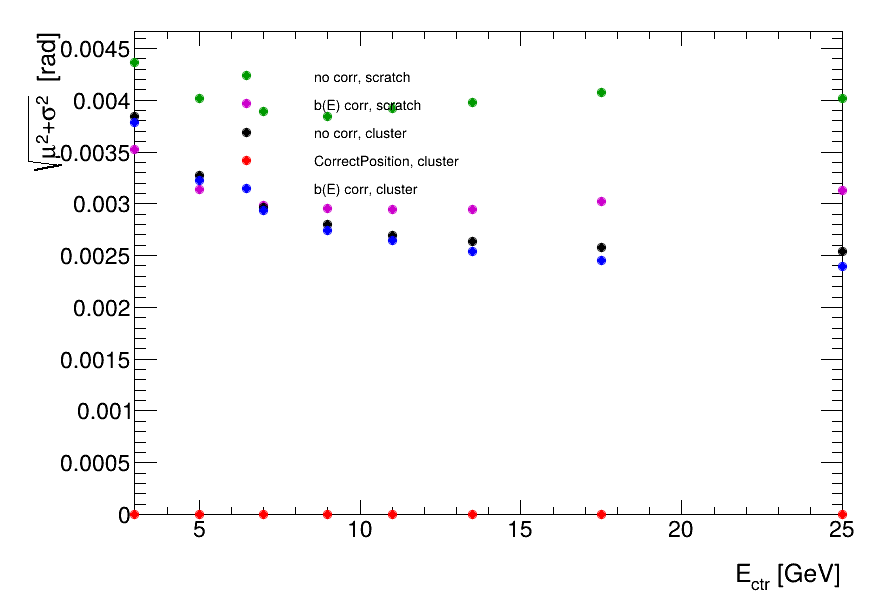 √μ²+σ² [rad]
0.0045
0.004
0.0035
0.003
0.0025
0.002
0.0015
0.001
0.0005
0
no corr, scratch
b(E) corr, scratch
no corr, cluster
CorrectPosition, cluster
b(E) corr, cluster
5 10 15 20 25
E_ctr [GeV]